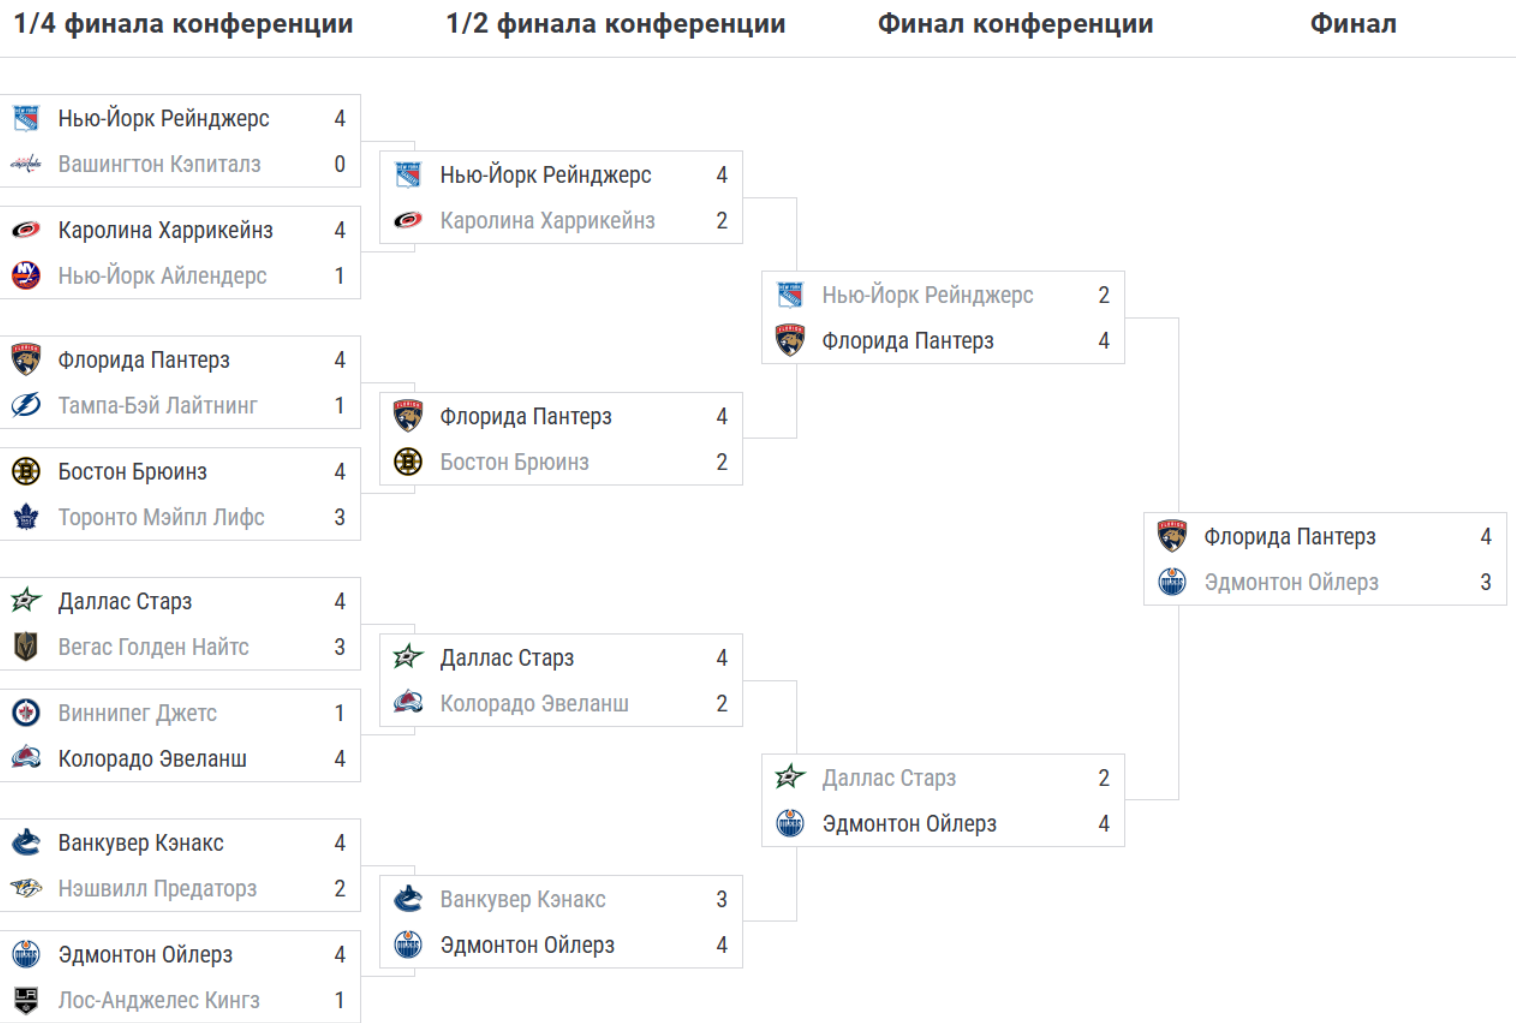 1/4 финала конференции
1/2 финала конференции
Финал конференции
Финал
Нью-Йорк Рейнджерс 4
Вашингтон Кэпиталз 0
Каролина Харрикейнз 4
Нью-Йорк Айлендерс 1
Флорида Пантерз 4
Тампа-Бэй Лайтнинг 1
Бостон Брюинз 4
Торонто Мэйпл Лифс 3
Даллас Старз 4
Вегас Голден Найтс 3
Виннипег Джетс 1
Колорадо Эвеланш 4
Ванкувер Кэнакс 4
Нэшвилл Предаторз 2
Эдмонтон Ойлерз 4
Лос-Анджелес Кингз 1
Нью-Йорк Рейнджерс 4
Каролина Харрикейнз 2
Флорида Пантерз 4
Бостон Брюинз 2
Даллас Старз 4
Колорадо Эвеланш 2
Ванкувер Кэнакс 3
Эдмонтон Ойлерз 4
Нью-Йорк Рейнджерс 2
Флорида Пантерз 4
Даллас Старз 2
Эдмонтон Ойлерз 4
Флорида Пантерз 4
Эдмонтон Ойлерз 3